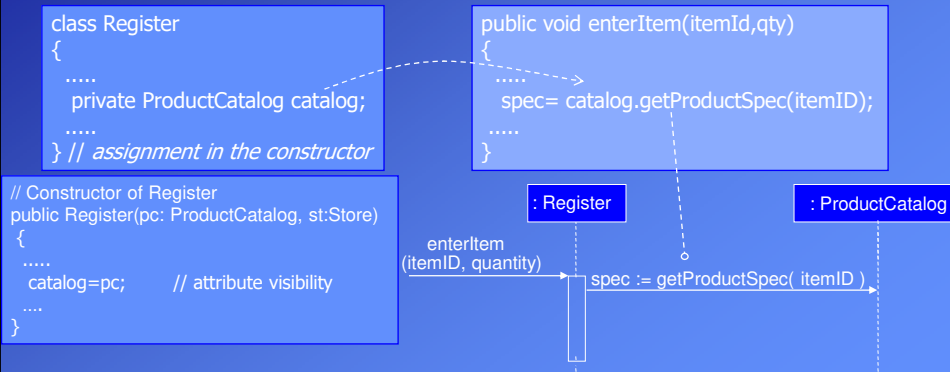 class Register
{
.....
private ProductCatalog catalog;
.....
} // assignment in the constructor
public void enterItem(itemId,qty)
{
.....
spec= catalog.getProductSpec(itemID);
.....
}
// Constructor of Register
public Register(pc: ProductCatalog, st:Store)
{
.....
catalog=pc; // attribute visibility
....
}
: Register
: ProductCatalog
enterItem
(itemID, quantity)
spec := getProductSpec( itemID )